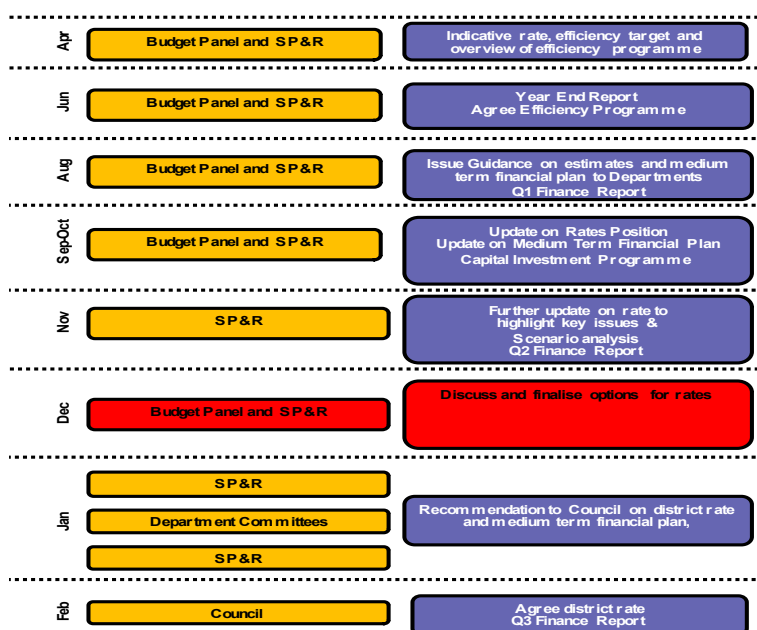 Apr
Budget Panel and SP&R
Indicative rate, efficiency target and
overview of efficiency programme
Jun
Budget Panel and SP&R
Year End Report
Agree Efficiency Programme
Aug
Budget Panel and SP&R
Issue Guidance on estimates and medium
term financial plan to Departments
Q1 Finance Report
Sep-Oct
Budget Panel and SP&R
Update on Rates Position
Update on Medium Term Financial Plan
Capital Investment Programme
Nov
SP&R
Further update on rate to
highlight key issues &
Scenario analysis
Q2 Finance Report
Dec
Budget Panel and SP&R
Discuss and finalise options for rates
Jan
SP&R
Department Committees
SP&R
Recommendation to Council on district rate
and medium term financial plan,
Feb
Council
Agree district rate
Q3 Finance Report